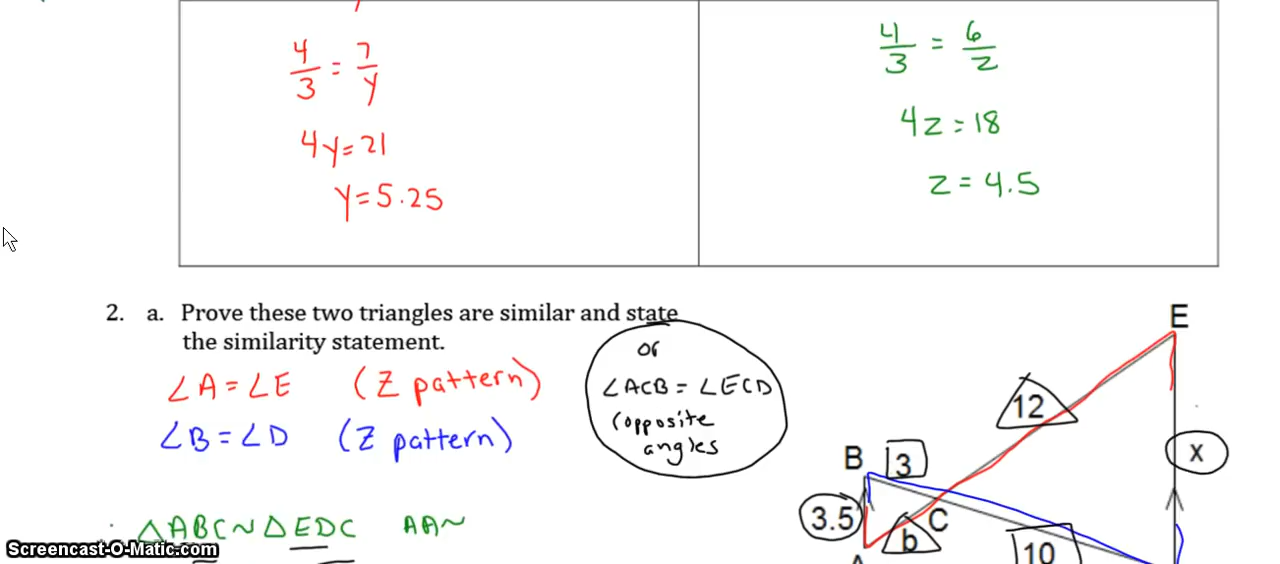 4/3 = 7/y
4y = 21
y = 5.25
4/3 = 6/z
4z = 18
z = 4.5
2. a. Prove these two triangles are similar and state
the similarity statement.
∠A = ∠E (Z pattern)
∠B = ∠D (Z pattern)
or
∠ACB = ∠ECD
(opposite
angles
△ABC ~ △EDC AA~
E
12
x
B 3
3.5
C
b
10
A
Screencast-O-Matic.com